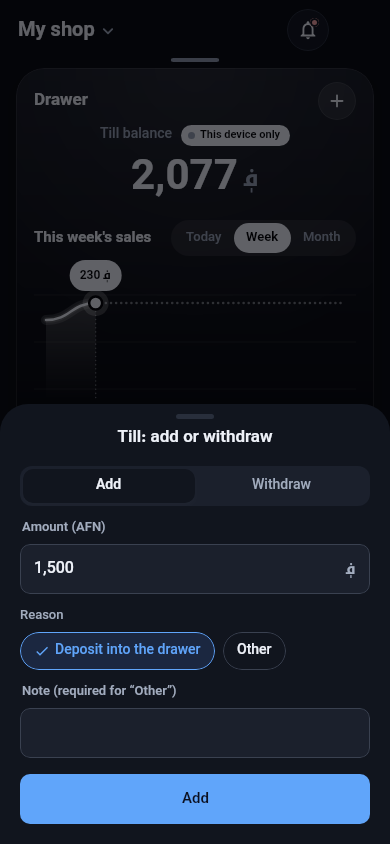 My shop
Drawer
Till balance
This device only
2,077 ؋
This week's sales
Today
Week
Month
230 ؋
Till: add or withdraw
Add
Withdraw
Amount (AFN)
1,500 ؋
Reason
Deposit into the drawer
Other
Note (required for “Other”)
Add